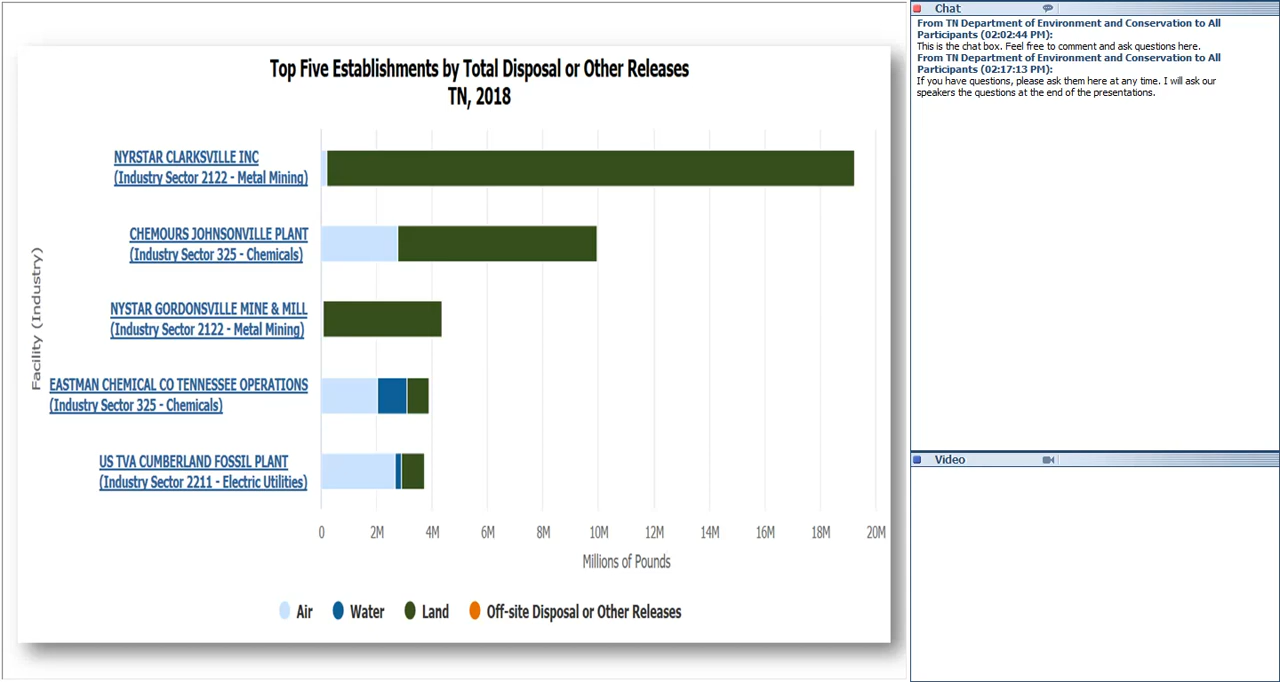 Top Five Establishments by Total Disposal or Other Releases
TN, 2018
Facility (Industry)
NYRSTAR CLARKSVILLE INC
(Industry Sector 2122 - Metal Mining)
CHEMOURS JOHNSONVILLE PLANT
(Industry Sector 325 - Chemicals)
NYSTAR GORDONSVILLE MINE & MILL
(Industry Sector 2122 - Metal Mining)
EASTMAN CHEMICAL CO TENNESSEE OPERATIONS
(Industry Sector 325 - Chemicals)
US TVA CUMBERLAND FOSSIL PLANT
(Industry Sector 2211 - Electric Utilities)
0 2M 4M 6M 8M 10M 12M 14M 16M 18M 20M
Millions of Pounds
Air Water Land Off-site Disposal or Other Releases
Chat
From TN Department of Environment and Conservation to All
Participants (02:02:44 PM):
This is the chat box. Feel free to comment and ask questions here.
From TN Department of Environment and Conservation to All
Participants (02:17:13 PM):
If you have questions, please ask them here at any time. I will ask our
speakers the questions at the end of the presentations.
Video